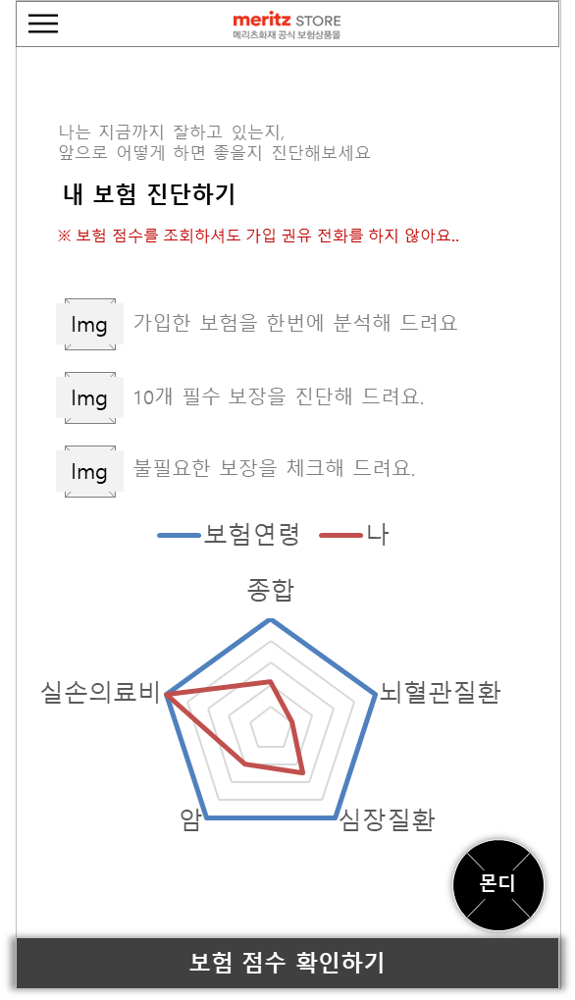 meritz STORE
메리츠화재 공식 보험상품몰
나는 지금까지 잘하고 있는지,
앞으로 어떻게 하면 좋을지 진단해보세요
내 보험 진단하기
※ 보험 점수를 조회하셔도 가입 권유 전화를 하지 않아요..
Img 가입한 보험을 한번에 분석해 드려요
Img 10개 필수 보장을 진단해 드려요.
Img 불필요한 보장을 체크해 드려요.
보험연령 나
종합
실손의료비 뇌혈관질환
암 심장질환
몬디
보험 점수 확인하기